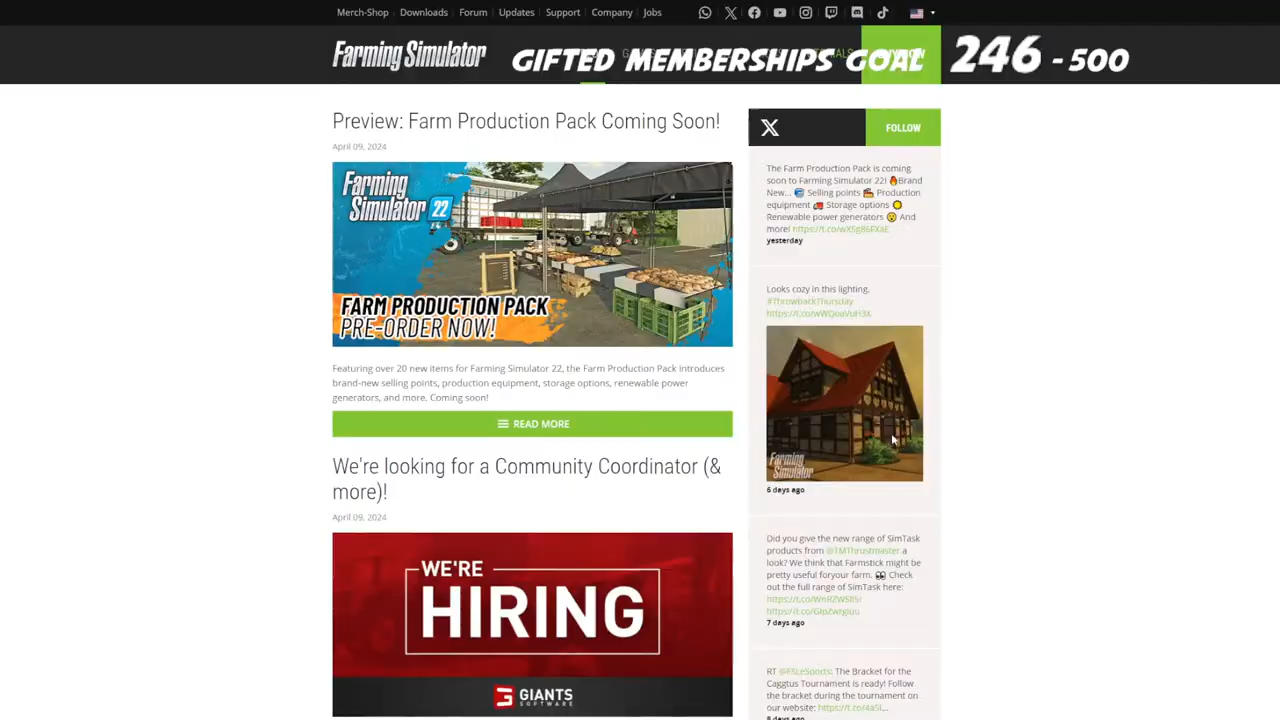 Merch-Shop Downloads Forum Updates Support Company Jobs
Farming Simulator
GIFTED MEMBERSHIPS GOAL 246 - 500
Preview: Farm Production Pack Coming Soon!
April 09, 2024
Farming
Simulator 22
FARM PRODUCTION PACK
PRE-ORDER NOW!
Featuring over 20 new items for Farming Simulator 22, the Farm Production Pack introduces
brand-new selling points, production equipment, storage options, renewable power
generators, and more. Coming soon!
READ MORE
We're looking for a Community Coordinator (&
more)!
April 09, 2024
WE'RE
HIRING
GIANTS
SOFTWARE
X FOLLOW
The Farm Production Pack is coming
soon to Farming Simulator 22! 🔥Brand
New... Selling points Production
equipment 🚛 Storage options
Renewable power generators 😮 And
more!
yesterday
Looks cozy in this lighting.
#ThrowbackThursday
Farming
Simulator
6 days ago
Did you give the new range of SimTask
products from @TMThrustmaster a
look? We think that Farmstick might be
pretty useful foryour farm. 👀 Check
out the full range of SimTask here:
7 days ago
RT @FSLeSports: The Bracket for the
Caggtus Tournament is ready! Follow
the bracket during the tournament on
our website:
8 days ago